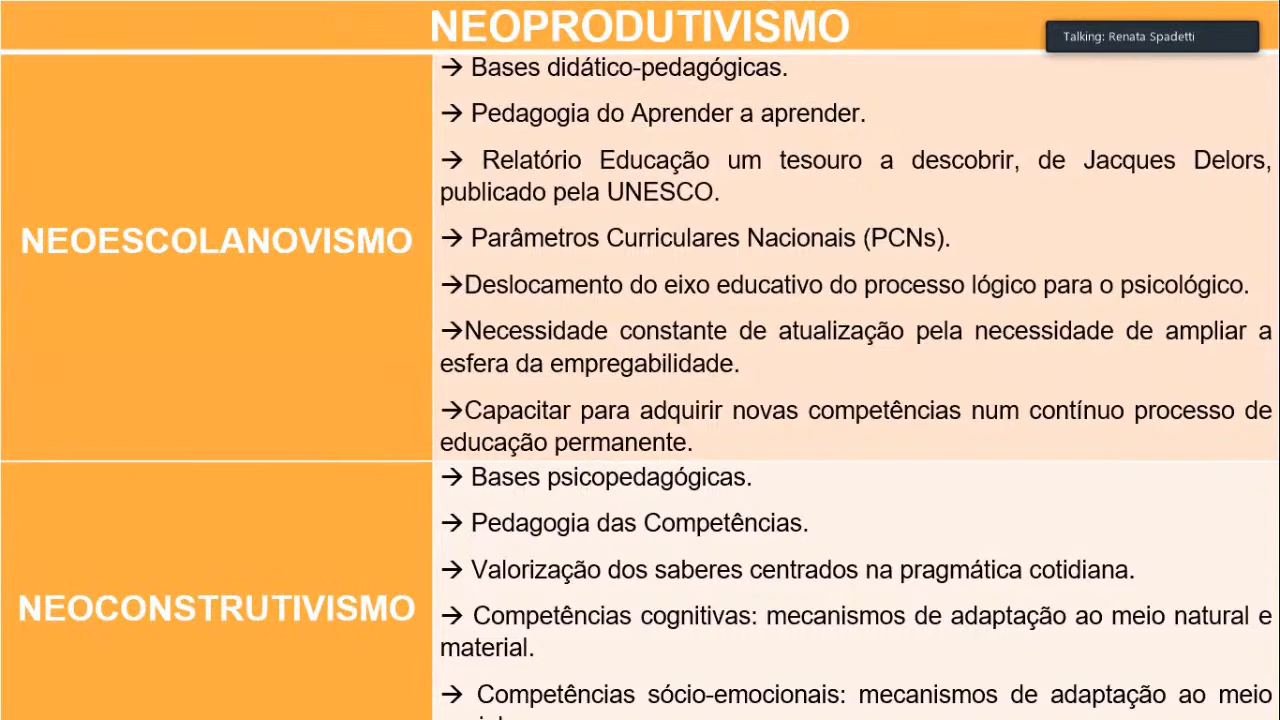 NEOPRODUTIVISMO
Talking: Renata Spadetti
NEOESCOLANOVISMO
→ Bases didático-pedagógicas.
→ Pedagogia do Aprender a aprender.
→ Relatório Educação um tesouro a descobrir, de Jacques Delors,
publicado pela UNESCO.
→ Parâmetros Curriculares Nacionais (PCNs).
→Deslocamento do eixo educativo do processo lógico para o psicológico.
→Necessidade constante de atualização pela necessidade de ampliar a
esfera da empregabilidade.
→Capacitar para adquirir novas competências num contínuo processo de
educação permanente.
NEOCONSTRUTIVISMO
→ Bases psicopedagógicas.
→ Pedagogia das Competências.
→ Valorização dos saberes centrados na pragmática cotidiana.
→ Competências cognitivas: mecanismos de adaptação ao meio natural e
material.
→ Competências sócio-emocionais: mecanismos de adaptação ao meio